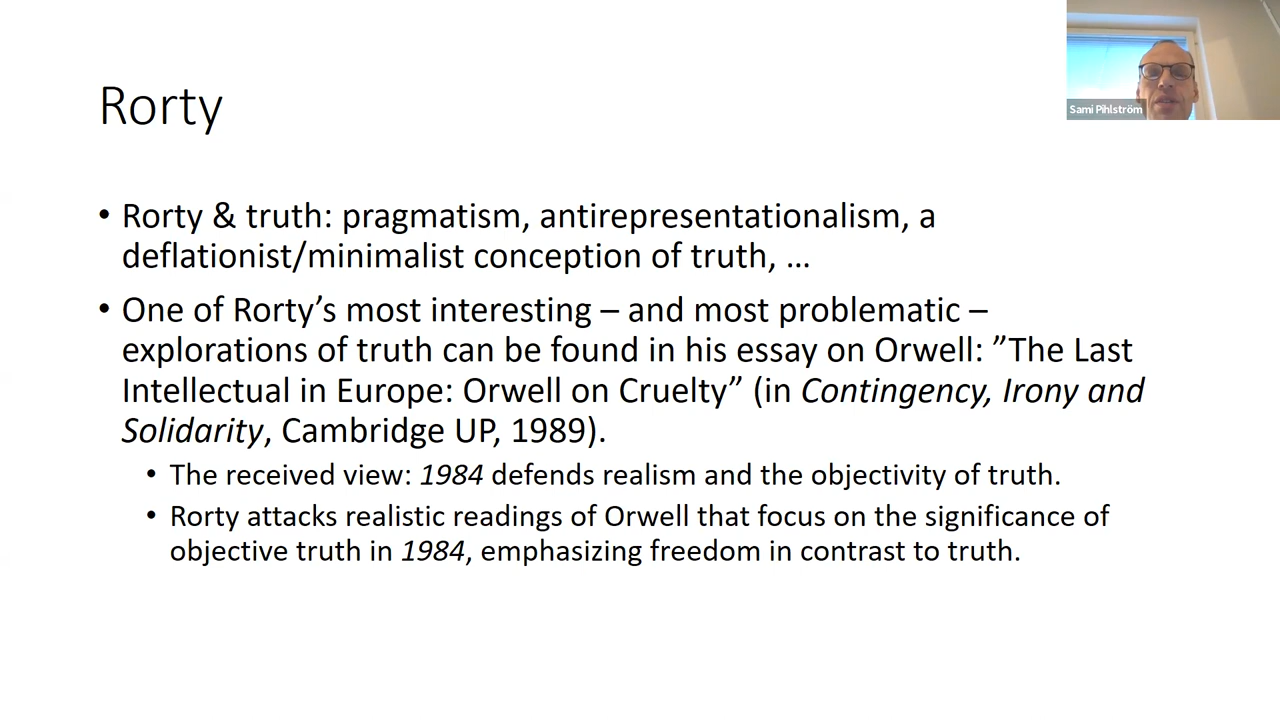 Rorty
Sami Pihlström
• Rorty & truth: pragmatism, antirepresentationalism, a
deflationist/minimalist conception of truth, …
• One of Rorty’s most interesting – and most problematic –
explorations of truth can be found in his essay on Orwell: ”The Last
Intellectual in Europe: Orwell on Cruelty” (in Contingency, Irony and
Solidarity, Cambridge UP, 1989).
• The received view: 1984 defends realism and the objectivity of truth.
• Rorty attacks realistic readings of Orwell that focus on the significance of
objective truth in 1984, emphasizing freedom in contrast to truth.